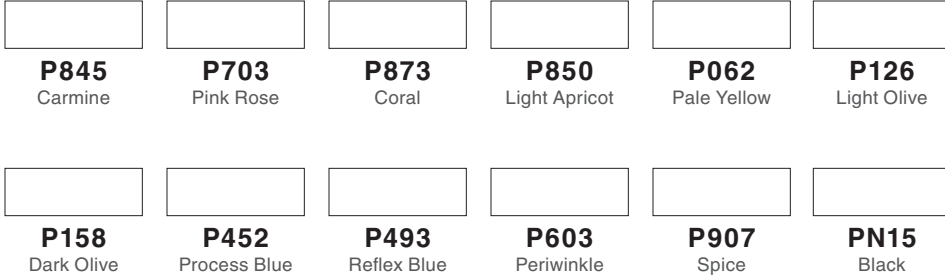 P845 P703 P873 P850 P062 P126
Carmine Pink Rose Coral Light Apricot Pale Yellow Light Olive
P158 P452 P493 P603 P907 PN15
Dark Olive Process Blue Reflex Blue Periwinkle Spice Black